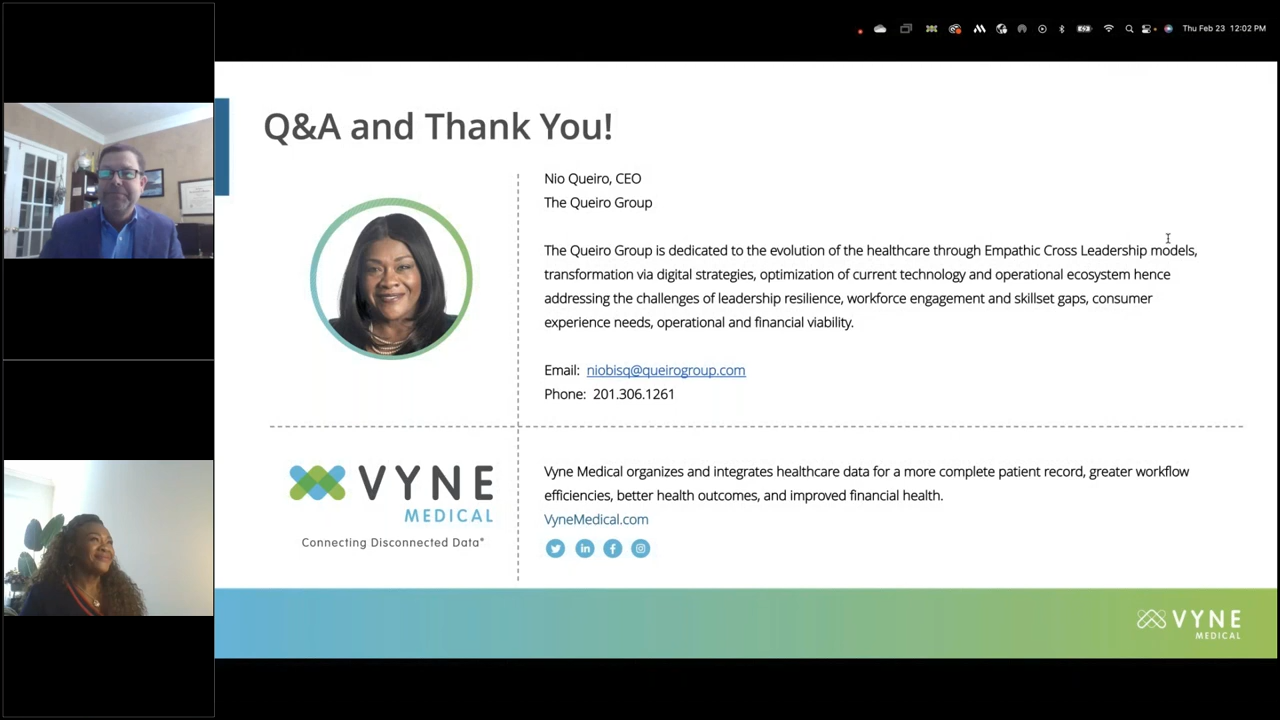 Thu Feb 23 12:02 PM
Q&A and Thank You!
Nio Queiro, CEO
The Queiro Group
The Queiro Group is dedicated to the evolution of the healthcare through Empathic Cross Leadership models,
transformation via digital strategies, optimization of current technology and operational ecosystem hence
addressing the challenges of leadership resilience, workforce engagement and skillset gaps, consumer
experience needs, operational and financial viability.
Email: niobisq@queirogroup.com
Phone: 201.306.1261
VYNE
MEDICAL
Connecting Disconnected Data*
Vyne Medical organizes and integrates healthcare data for a more complete patient record, greater workflow
efficiencies, better health outcomes, and improved financial health.
VyneMedical.com
VYNE
MEDICAL